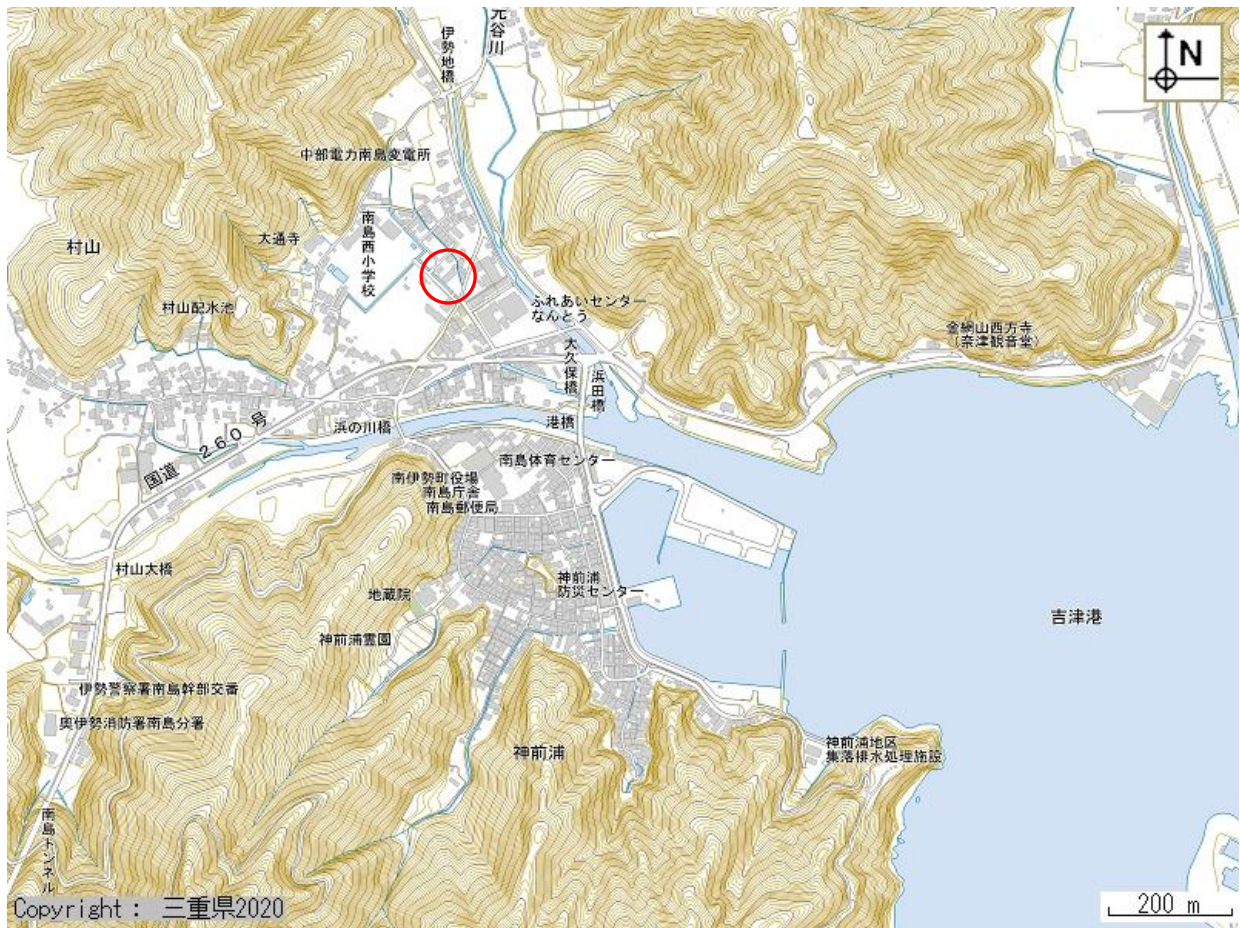 元谷川
伊勢地橋
N
中部電力南島変電所
南島西小学校
大通寺
村山
村山配水池
ふれあいセンター
なんとう
金網山西方寺
(奈津観音堂)
大久保橋
浜田橋
港橋
浜の川橋
国道260号
南島体育センター
南伊勢町役場
南島庁舎
南島郵便局
村山大橋
神前浦
防災センター
地蔵院
吉津港
神前浦霊園
伊勢警察署南島幹部交番
奥伊勢消防署南島分署
神前浦
神前浦地区
集落排水処理施設
南島トンネル
Copyright : 三重県2020
200 m